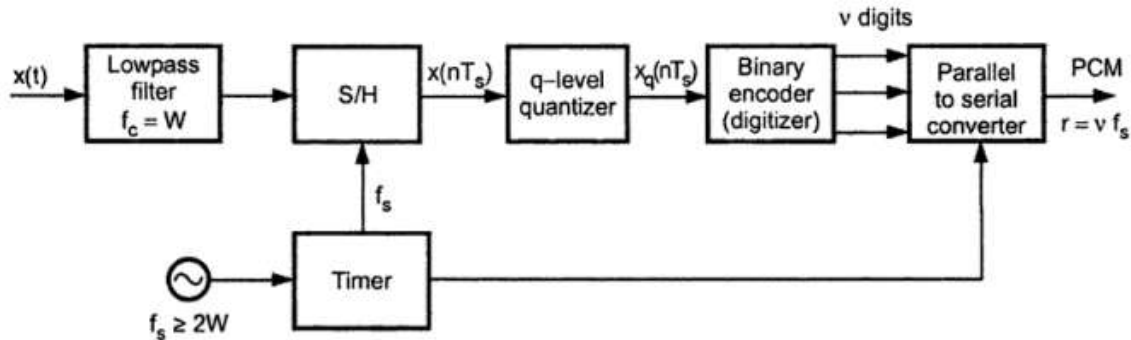 ν digits
x(t)
Lowpass
filter
f_c = W
S/H
x(nT_s)
q–level
quantizer
x_q(nT_s)
Binary
encoder
(digitizer)
Parallel
to serial
converter
PCM
r = ν f_s
f_s
Timer
f_s ≥ 2W